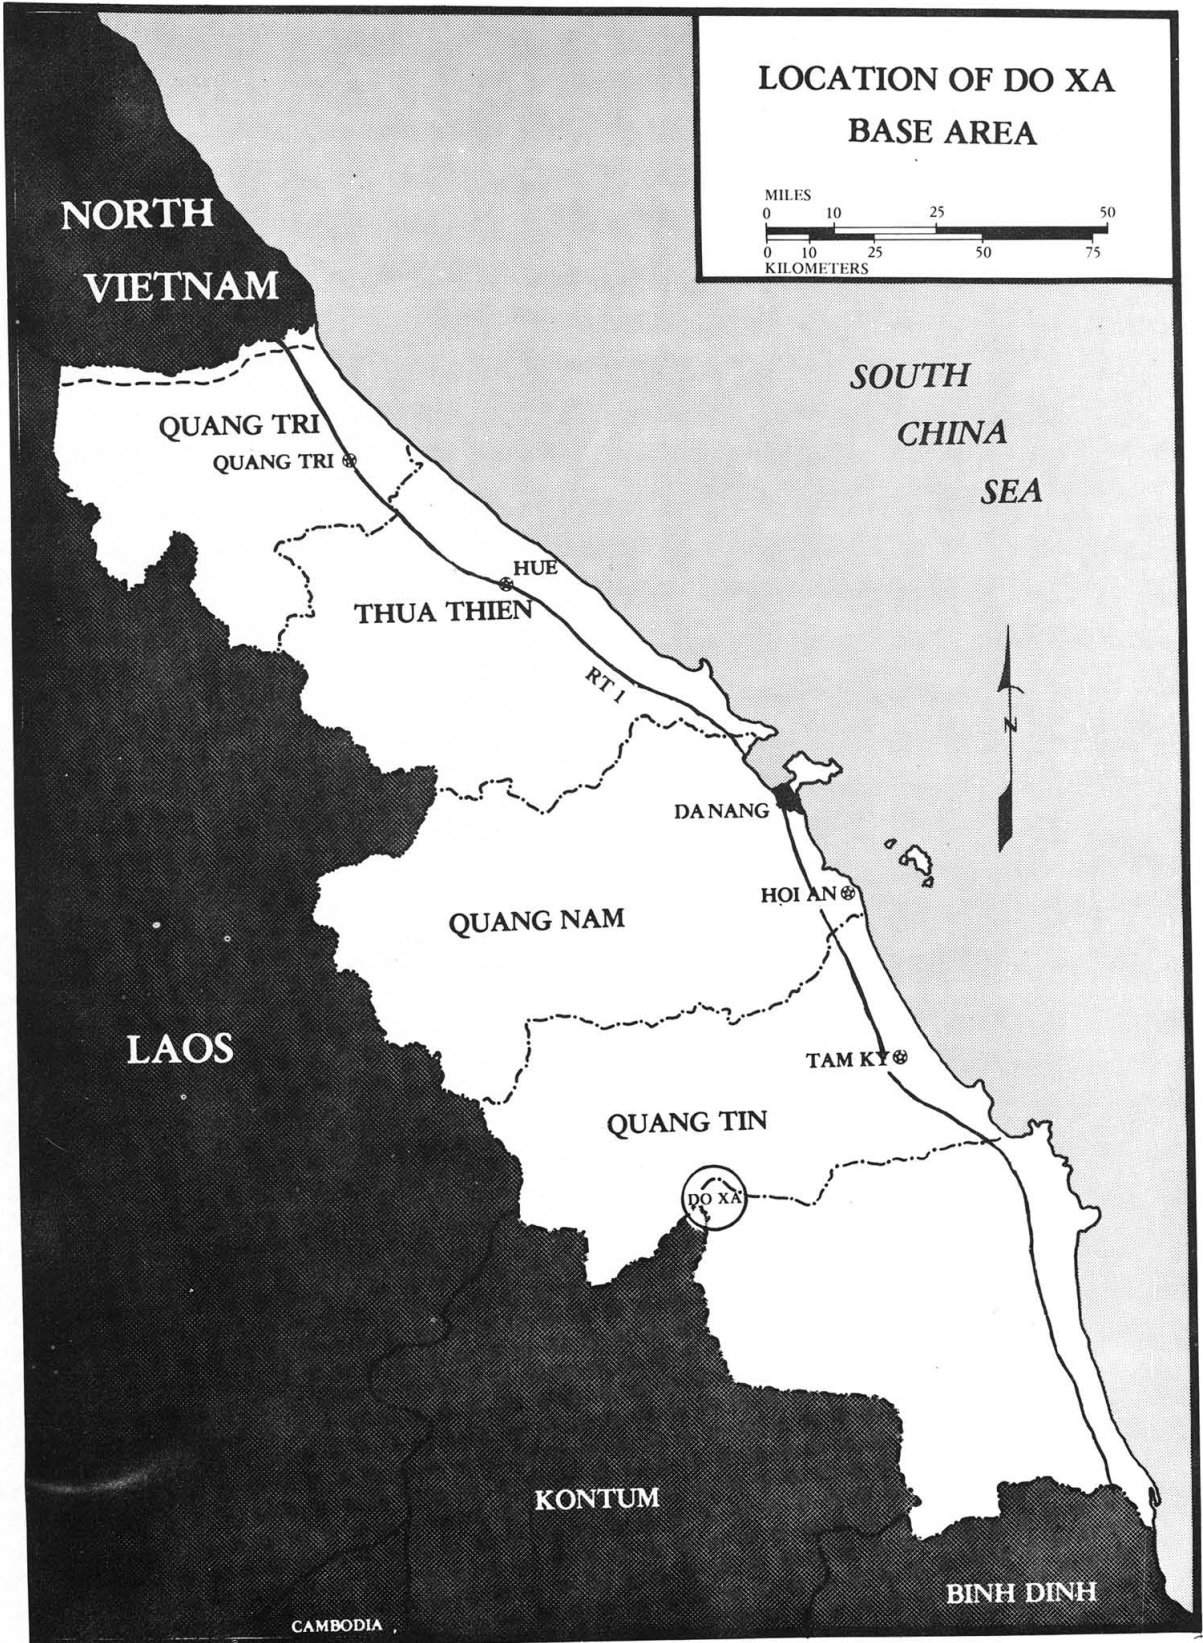 LOCATION OF DO XA
BASE AREA
MILES
0 10 25 50
0 10 25 50 75
KILOMETERS
NORTH
VIETNAM
SOUTH
CHINA
SEA
QUANG TRI
QUANG TRI
HUE
THUA THIEN
RT 1
N
DA NANG
HOI AN
QUANG NAM
LAOS
TAM KY
QUANG TIN
DO XA
KONTUM
BINH DINH
CAMBODIA